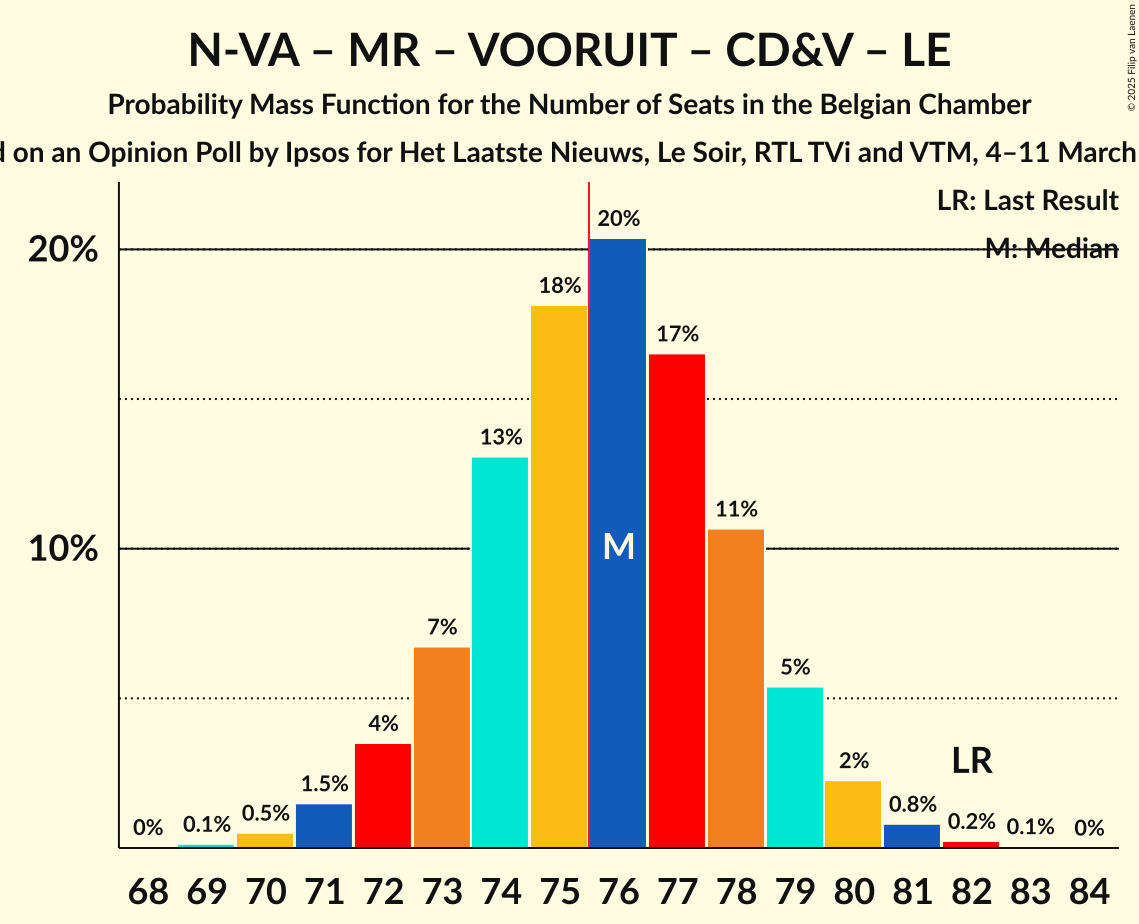 N-VA – MR – VOORUIT – CD&V – LE
Probability Mass Function for the Number of Seats in the Belgian Chamber
on an Opinion Poll by Ipsos for Het Laatste Nieuws, Le Soir, RTL TVi and VTM, 4–11 March
© 2025 Filip van Laenen
LR: Last Result
M: Median
20%
10%
0%
0.1%
0.5%
1.5%
4%
7%
13%
18%
20%
17%
11%
5%
2%
0.8%
0.2%
0.1%
0%
M
LR
68 69 70 71 72 73 74 75 76 77 78 79 80 81 82 83 84